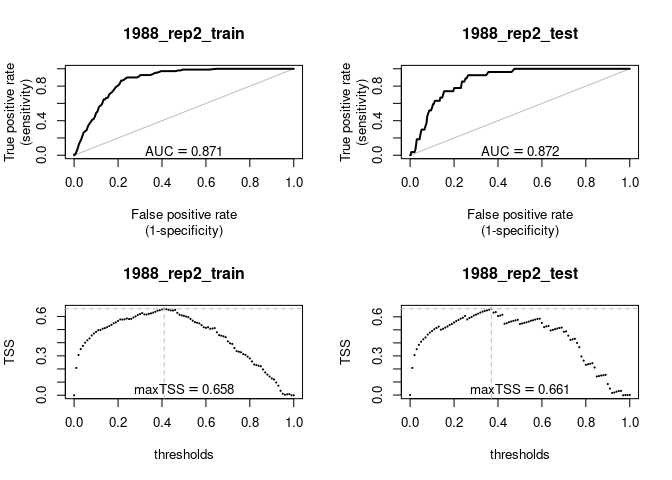 1988_rep2_train
True positive rate
(sensitivity)
0.0 0.4 0.8
AUC = 0.871
0.0 0.2 0.4 0.6 0.8 1.0
False positive rate
(1-specificity)
1988_rep2_test
True positive rate
(sensitivity)
0.0 0.4 0.8
AUC = 0.872
0.0 0.2 0.4 0.6 0.8 1.0
False positive rate
(1-specificity)
1988_rep2_train
TSS
0.0 0.3 0.6
maxTSS = 0.658
0.0 0.2 0.4 0.6 0.8 1.0
thresholds
1988_rep2_test
TSS
0.0 0.3 0.6
maxTSS = 0.661
0.0 0.2 0.4 0.6 0.8 1.0
thresholds